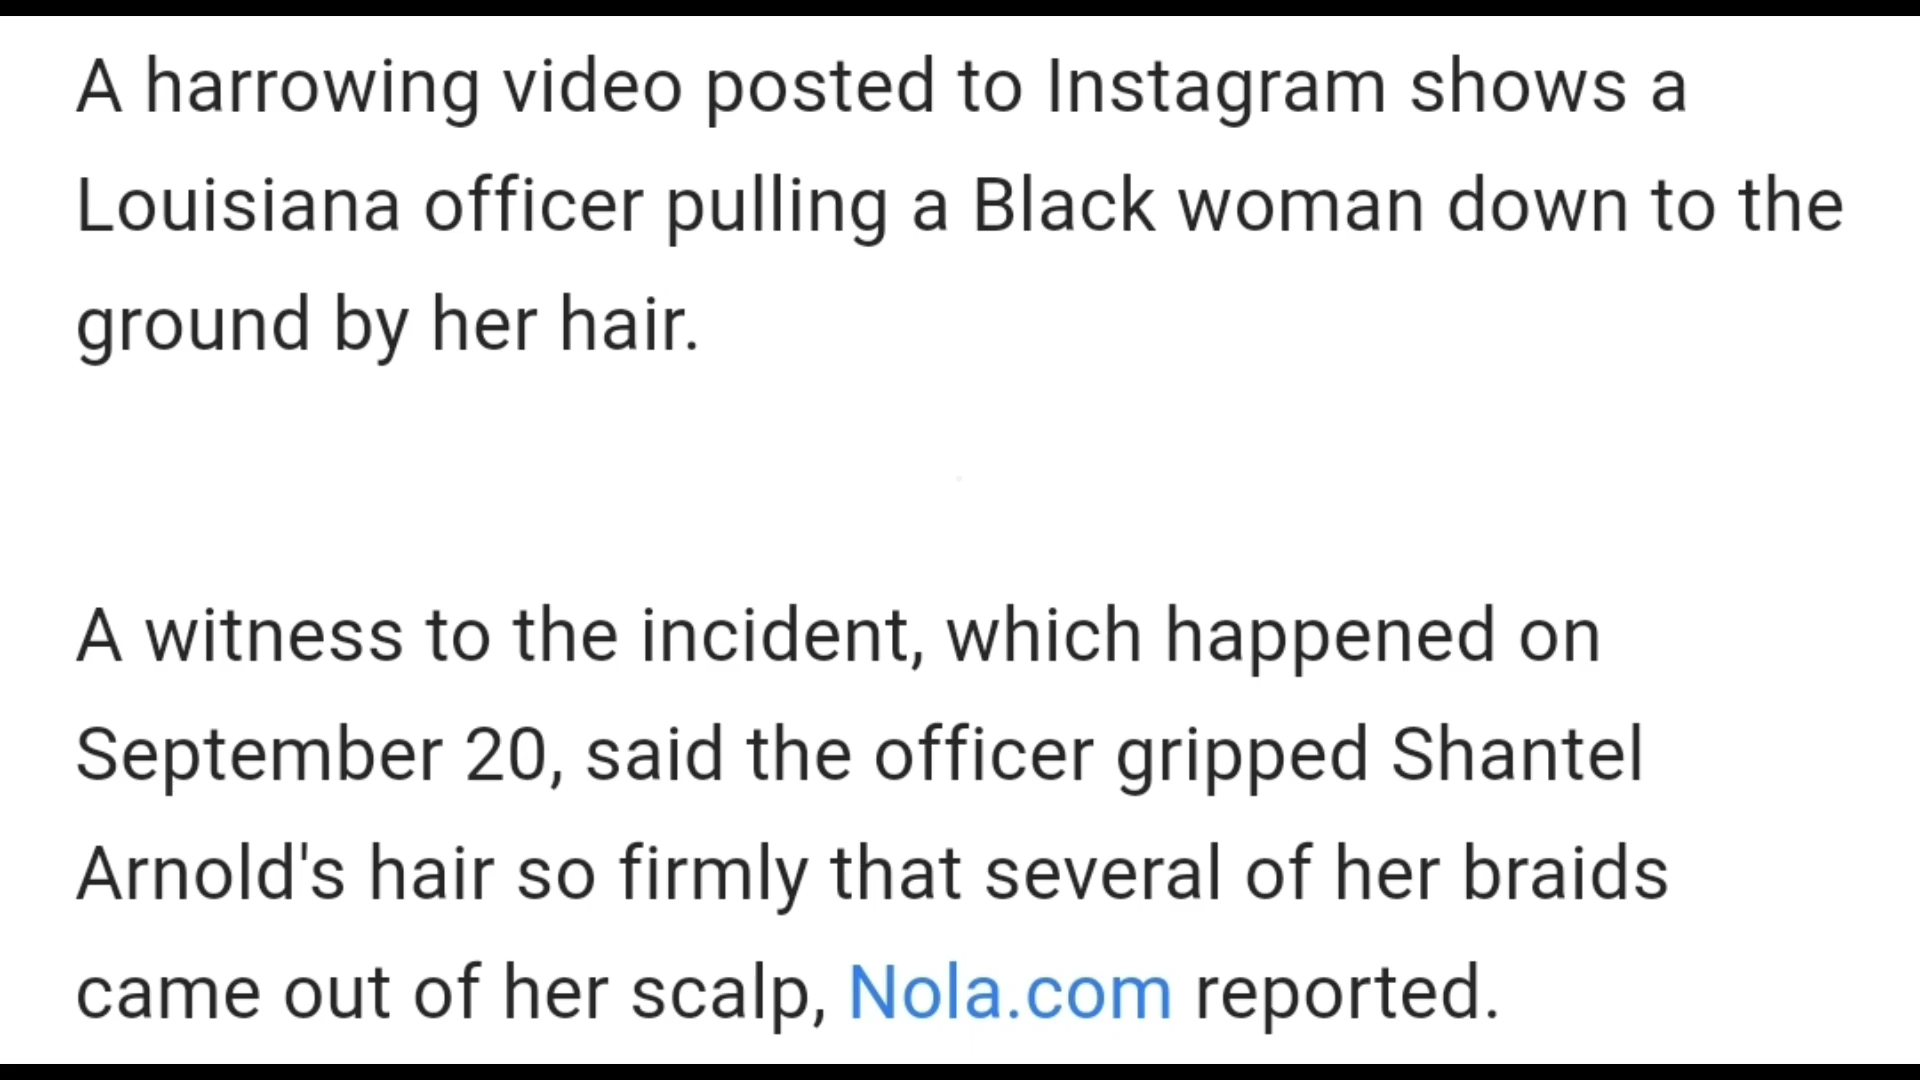 A harrowing video posted to Instagram shows a
Louisiana officer pulling a Black woman down to the
ground by her hair.
A witness to the incident, which happened on
September 20, said the officer gripped Shantel
Arnold's hair so firmly that several of her braids
came out of her scalp, Nola.com reported.